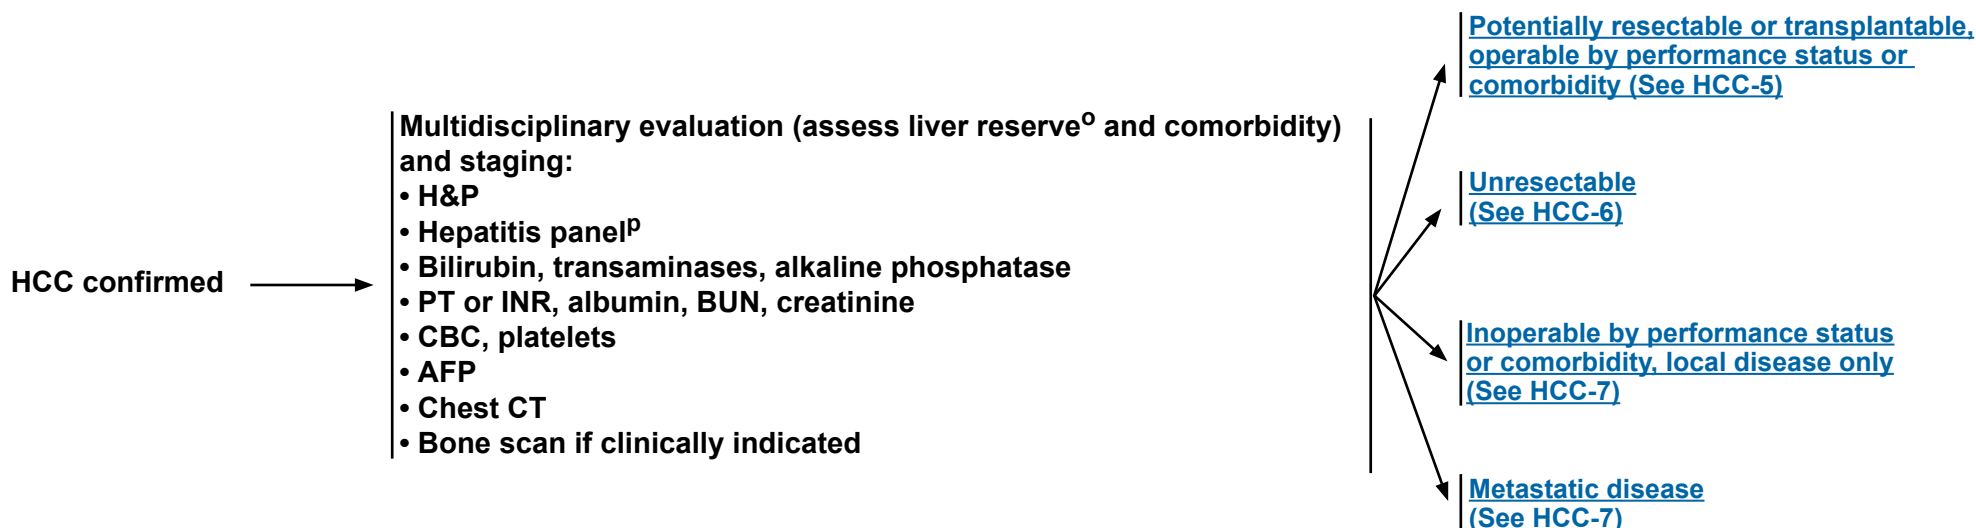 HCC confirmed
Multidisciplinary evaluation (assess liver reserveᵒ and comorbidity)
and staging:
• H&P
• Hepatitis panelᵖ
• Bilirubin, transaminases, alkaline phosphatase
• PT or INR, albumin, BUN, creatinine
• CBC, platelets
• AFP
• Chest CT
• Bone scan if clinically indicated
Potentially resectable or transplantable,
operable by performance status or
comorbidity (See HCC-5)
Unresectable
(See HCC-6)
Inoperable by performance status
or comorbidity, local disease only
(See HCC-7)
Metastatic disease
(See HCC-7)